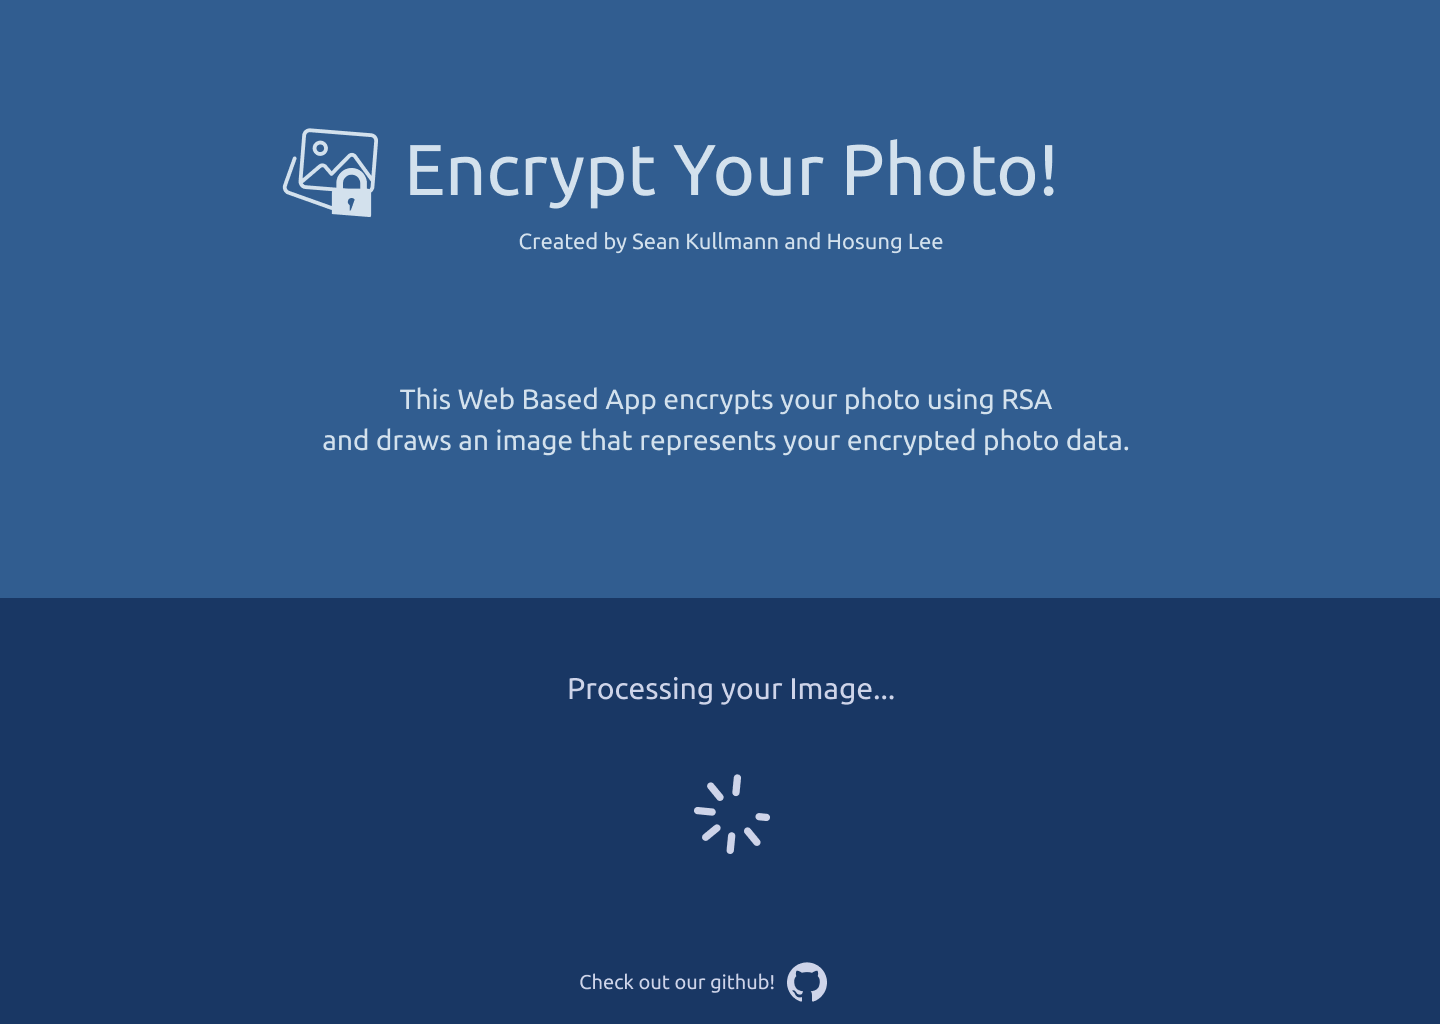 Encrypt Your Photo!
Created by Sean Kullmann and Hosung Lee
This Web Based App encrypts your photo using RSA
and draws an image that represents your encrypted photo data.
Processing your Image...
Check out our github!